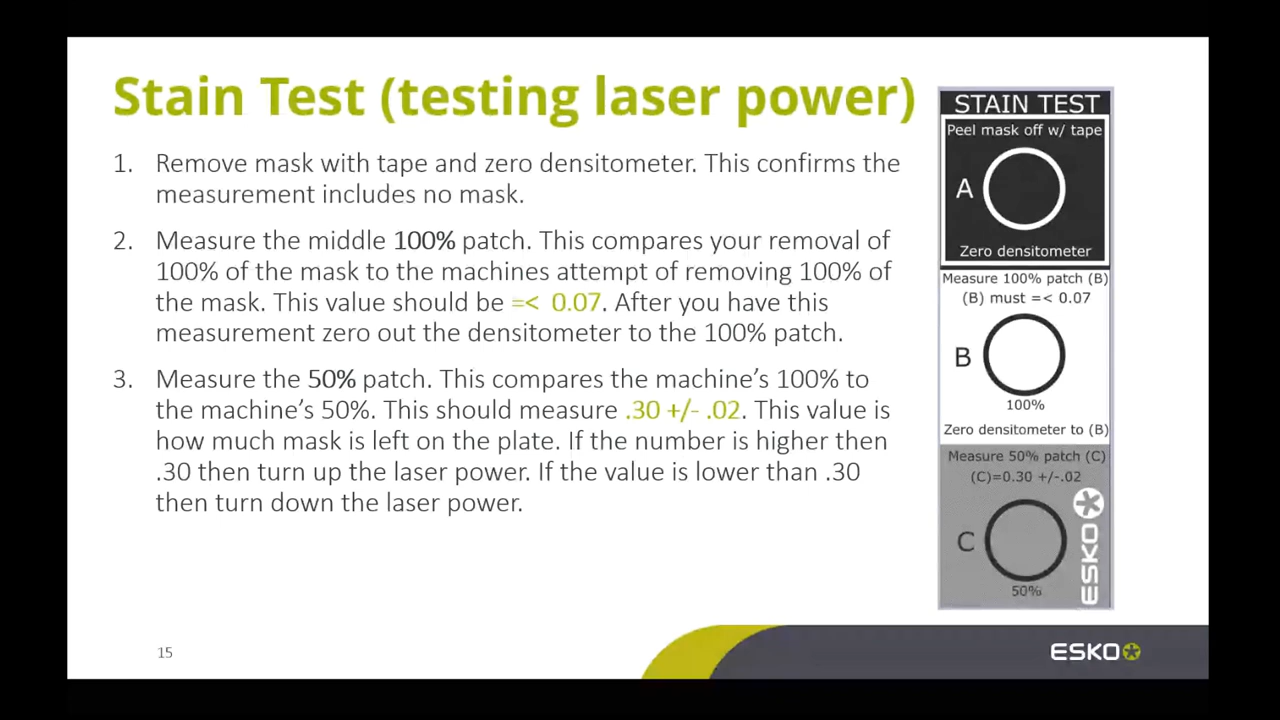 Stain Test (testing laser power)
1. Remove mask with tape and zero densitometer. This confirms the
measurement includes no mask.
2. Measure the middle 100% patch. This compares your removal of
100% of the mask to the machines attempt of removing 100% of
the mask. This value should be =< 0.07. After you have this
measurement zero out the densitometer to the 100% patch.
3. Measure the 50% patch. This compares the machine’s 100% to
the machine’s 50%. This should measure .30 +/- .02. This value is
how much mask is left on the plate. If the number is higher then
.30 then turn up the laser power. If the value is lower than .30
then turn down the laser power.
STAIN TEST
Peel mask off w/ tape
A
Zero densitometer
Measure 100% patch (B)
(B) must =< 0.07
B
100%
Zero densitometer to (B)
Measure 50% patch (C)
(C)=0.30 +/-.02
C
50%
ESKO
15
ESKO